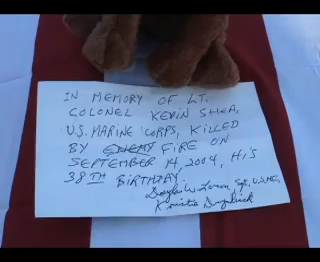 IN MEMORY OF LT.
COLONEL KEVIN SHEA,
U.S. MARINE CORPS, KILLED
BY ENEMY FIRE ON
SEPTEMBER 14, 2004, HIS
38TH BIRTHDAY.
Sgt, U.S.M.C.